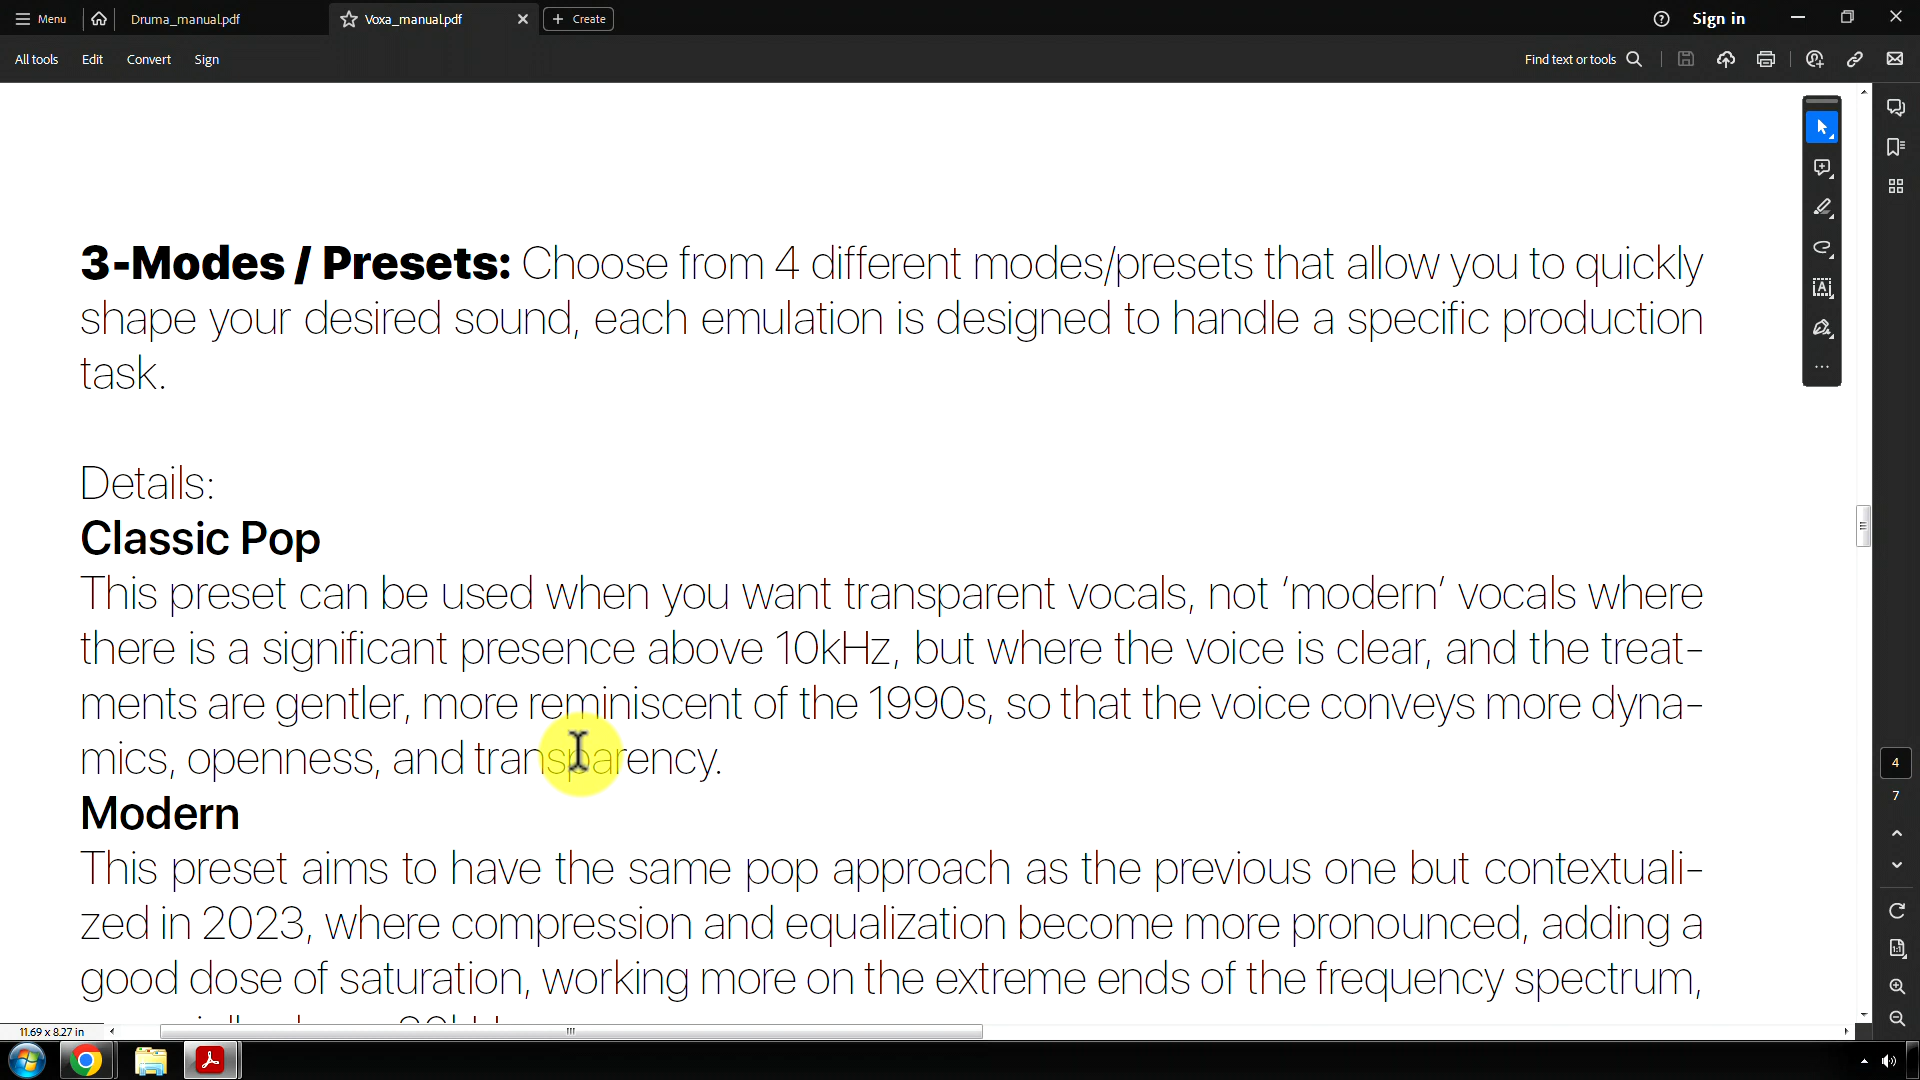 Menu
Druma_manual.pdf
Voxa_manual.pdf
Create
Sign in
All tools
Edit
Convert
Sign
Find text or tools
3-Modes / Presets: Choose from 4 different modes/presets that allow you to quickly
shape your desired sound, each emulation is designed to handle a specific production
task.
Details:
Classic Pop
This preset can be used when you want transparent vocals, not ‘modern’ vocals where
there is a significant presence above 10kHz, but where the voice is clear, and the treat-
ments are gentler, more reminiscent of the 1990s, so that the voice conveys more dyna-
mics, openness, and transparency.
Modern
This preset aims to have the same pop approach as the previous one but contextuali-
zed in 2023, where compression and equalization become more pronounced, adding a
good dose of saturation, working more on the extreme ends of the frequency spectrum,
4
7
11.69 x 8.27 in